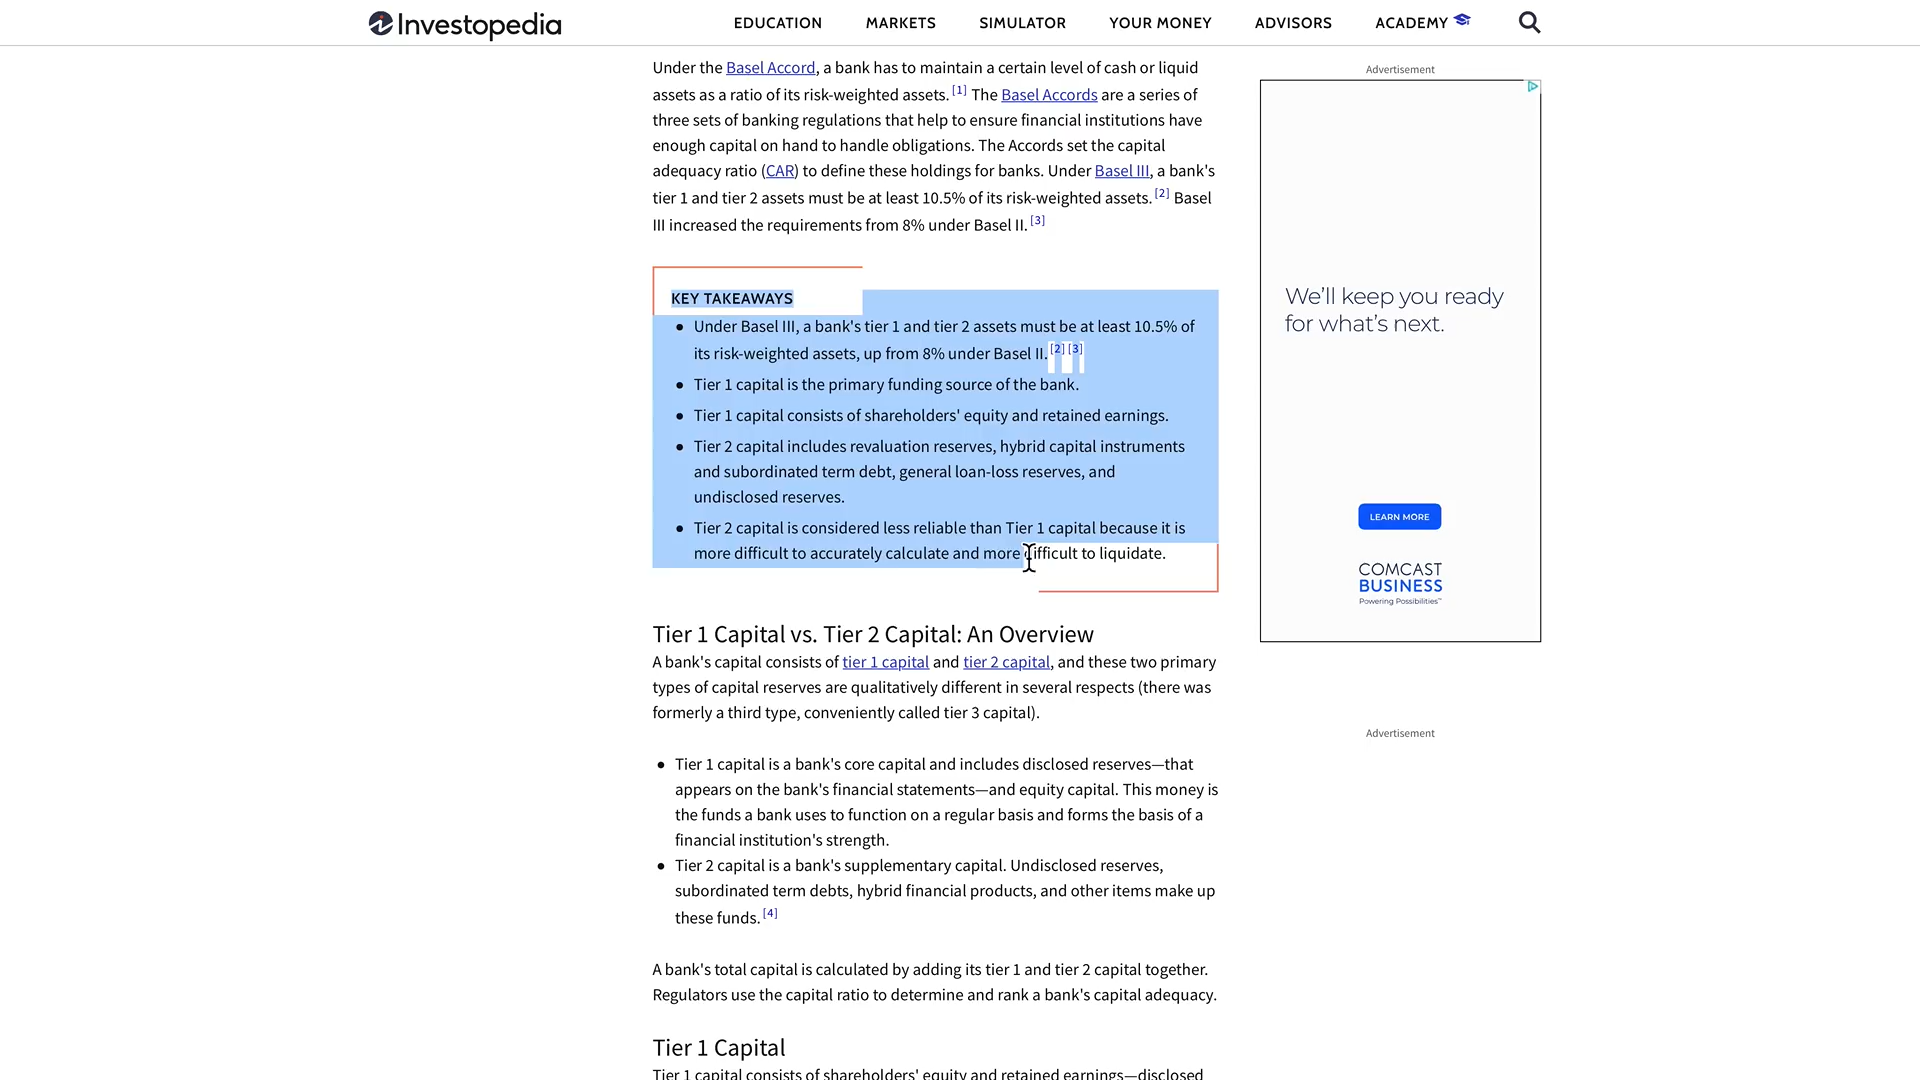 Investopedia
EDUCATION
MARKETS
SIMULATOR
YOUR MONEY
ADVISORS
ACADEMY
Under the Basel Accord, a bank has to maintain a certain level of cash or liquid
assets as a ratio of its risk-weighted assets. [1] The Basel Accords are a series of
three sets of banking regulations that help to ensure financial institutions have
enough capital on hand to handle obligations. The Accords set the capital
adequacy ratio (CAR) to define these holdings for banks. Under Basel III, a bank's
tier 1 and tier 2 assets must be at least 10.5% of its risk-weighted assets. [2] Basel
III increased the requirements from 8% under Basel II. [3]
KEY TAKEAWAYS
● Under Basel III, a bank's tier 1 and tier 2 assets must be at least 10.5% of
its risk-weighted assets, up from 8% under Basel II. [2] [3]
● Tier 1 capital is the primary funding source of the bank.
● Tier 1 capital consists of shareholders' equity and retained earnings.
● Tier 2 capital includes revaluation reserves, hybrid capital instruments
and subordinated term debt, general loan-loss reserves, and
undisclosed reserves.
● Tier 2 capital is considered less reliable than Tier 1 capital because it is
more difficult to accurately calculate and more difficult to liquidate.
Tier 1 Capital vs. Tier 2 Capital: An Overview
A bank's capital consists of tier 1 capital and tier 2 capital, and these two primary
types of capital reserves are qualitatively different in several respects (there was
formerly a third type, conveniently called tier 3 capital).
● Tier 1 capital is a bank's core capital and includes disclosed reserves—that
appears on the bank's financial statements—and equity capital. This money is
the funds a bank uses to function on a regular basis and forms the basis of a
financial institution's strength.
● Tier 2 capital is a bank's supplementary capital. Undisclosed reserves,
subordinated term debts, hybrid financial products, and other items make up
these funds. [4]
A bank's total capital is calculated by adding its tier 1 and tier 2 capital together.
Regulators use the capital ratio to determine and rank a bank's capital adequacy.
Tier 1 Capital
Tier 1 capital consists of shareholders' equity and retained earnings—disclosed
Advertisement
We'll keep you ready
for what's next.
LEARN MORE
COMCAST
BUSINESS
Powering Possibilities™
Advertisement